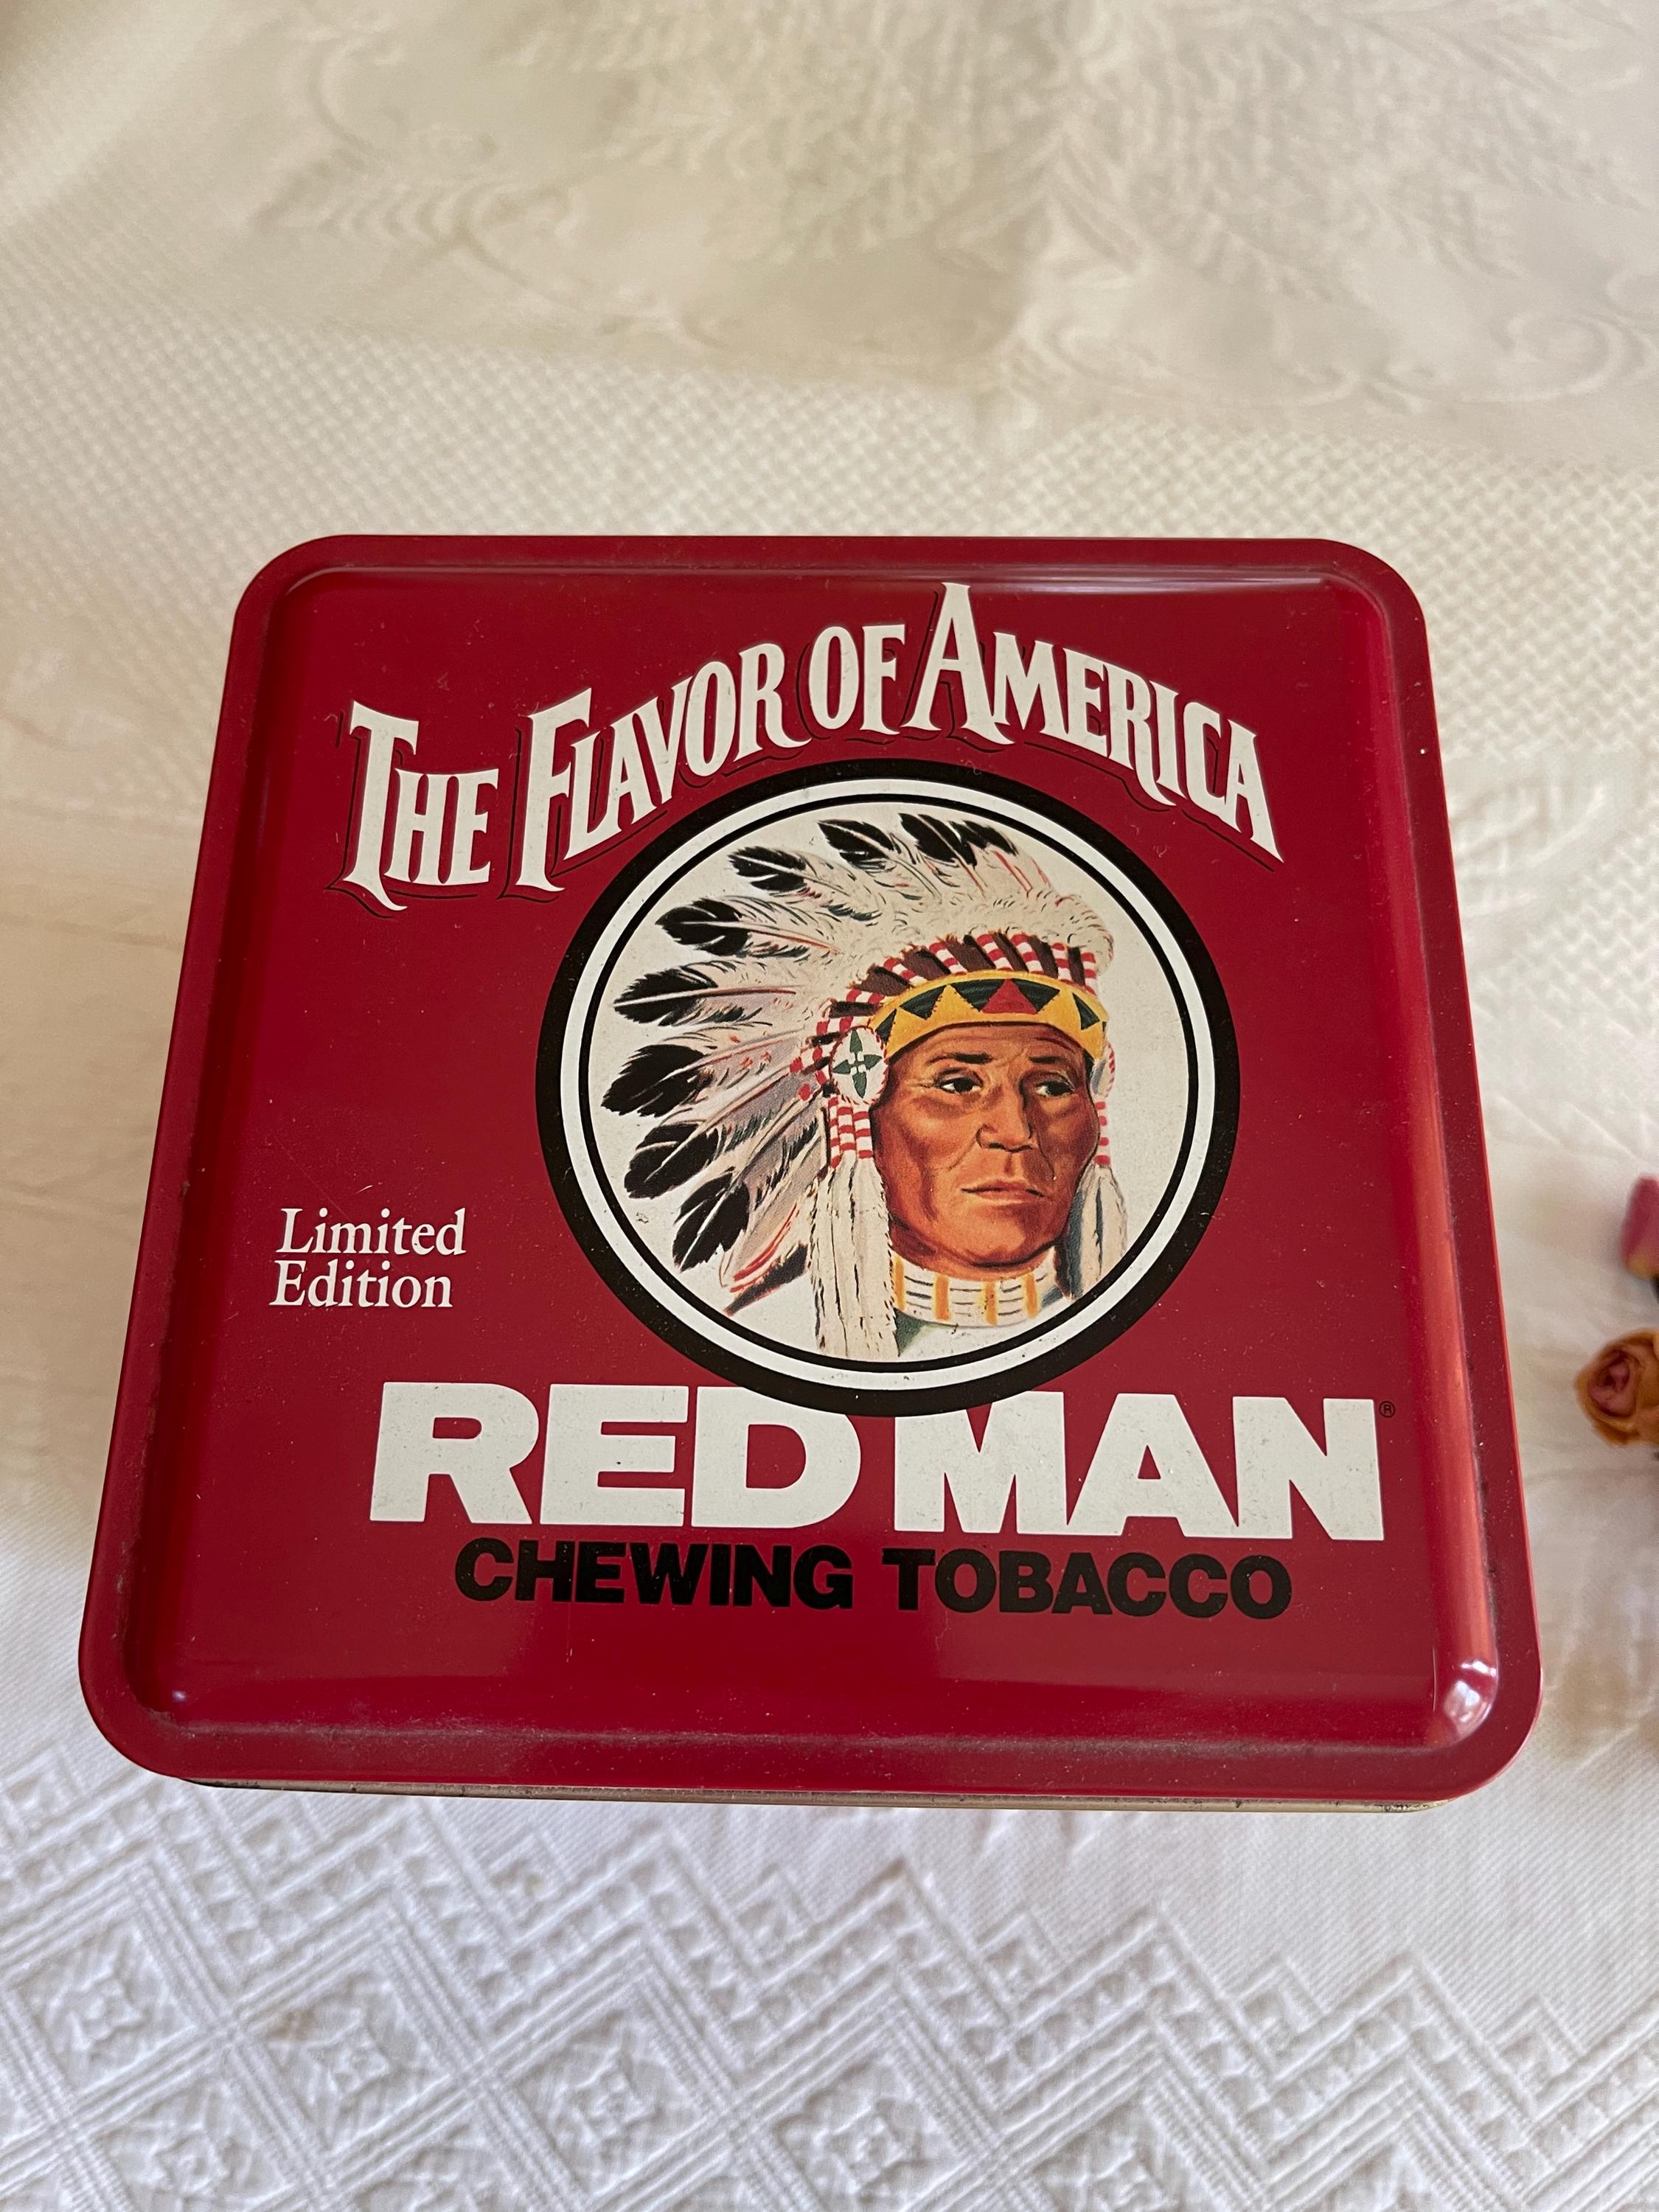 THE FLAVOR OF AMERICA
Limited
Edition
RED MAN®
CHEWING TOBACCO